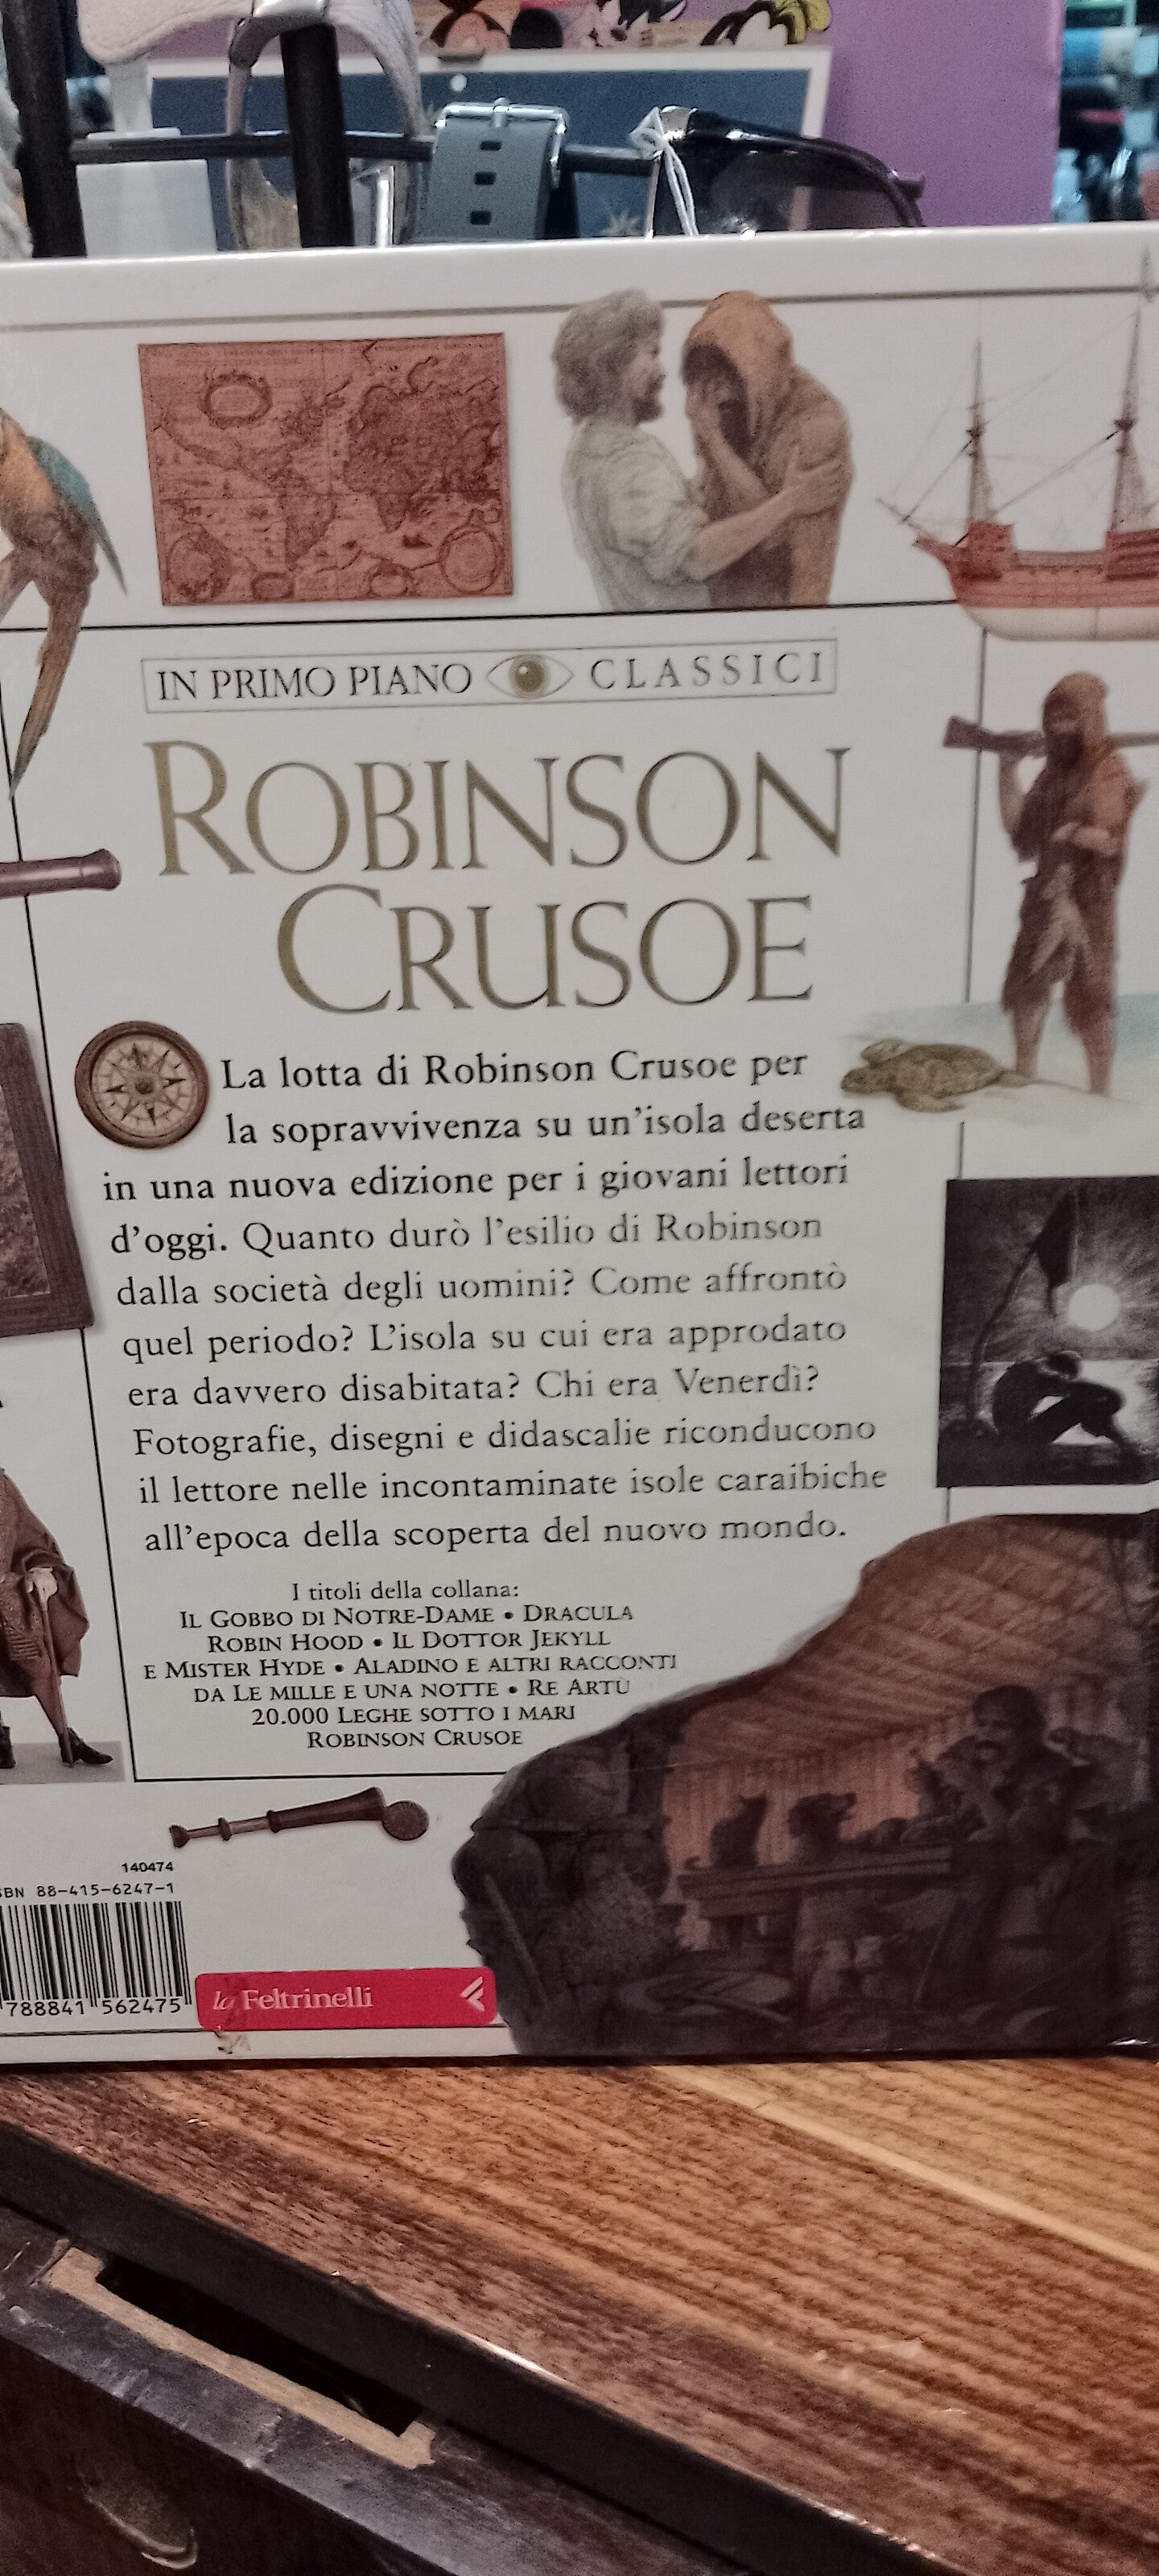 IN PRIMO PIANO CLASSICI
ROBINSON
CRUSOE
La lotta di Robinson Crusoe per
la sopravvivenza su un'isola deserta
in una nuova edizione per i giovani lettori
d'oggi. Quanto durò l'esilio di Robinson
dalla società degli uomini? Come affrontò
quel periodo? L'isola su cui era approdato
era davvero disabitata? Chi era Venerdì?
Fotografie, disegni e didascalie riconducono
il lettore nelle incontaminate isole caraibiche
all'epoca della scoperta del nuovo mondo.
I titoli della collana:
IL GOBBO DI NOTRE-DAME • DRACULA
ROBIN HOOD • IL DOTTOR JEKYLL
E MISTER HYDE • ALADINO E ALTRI RACCONTI
DA LE MILLE E UNA NOTTE • RE ARTÙ
20.000 LEGHE SOTTO I MARI
ROBINSON CRUSOE
140474
SBN 88-415-6247-1
788841 562475
la Feltrinelli